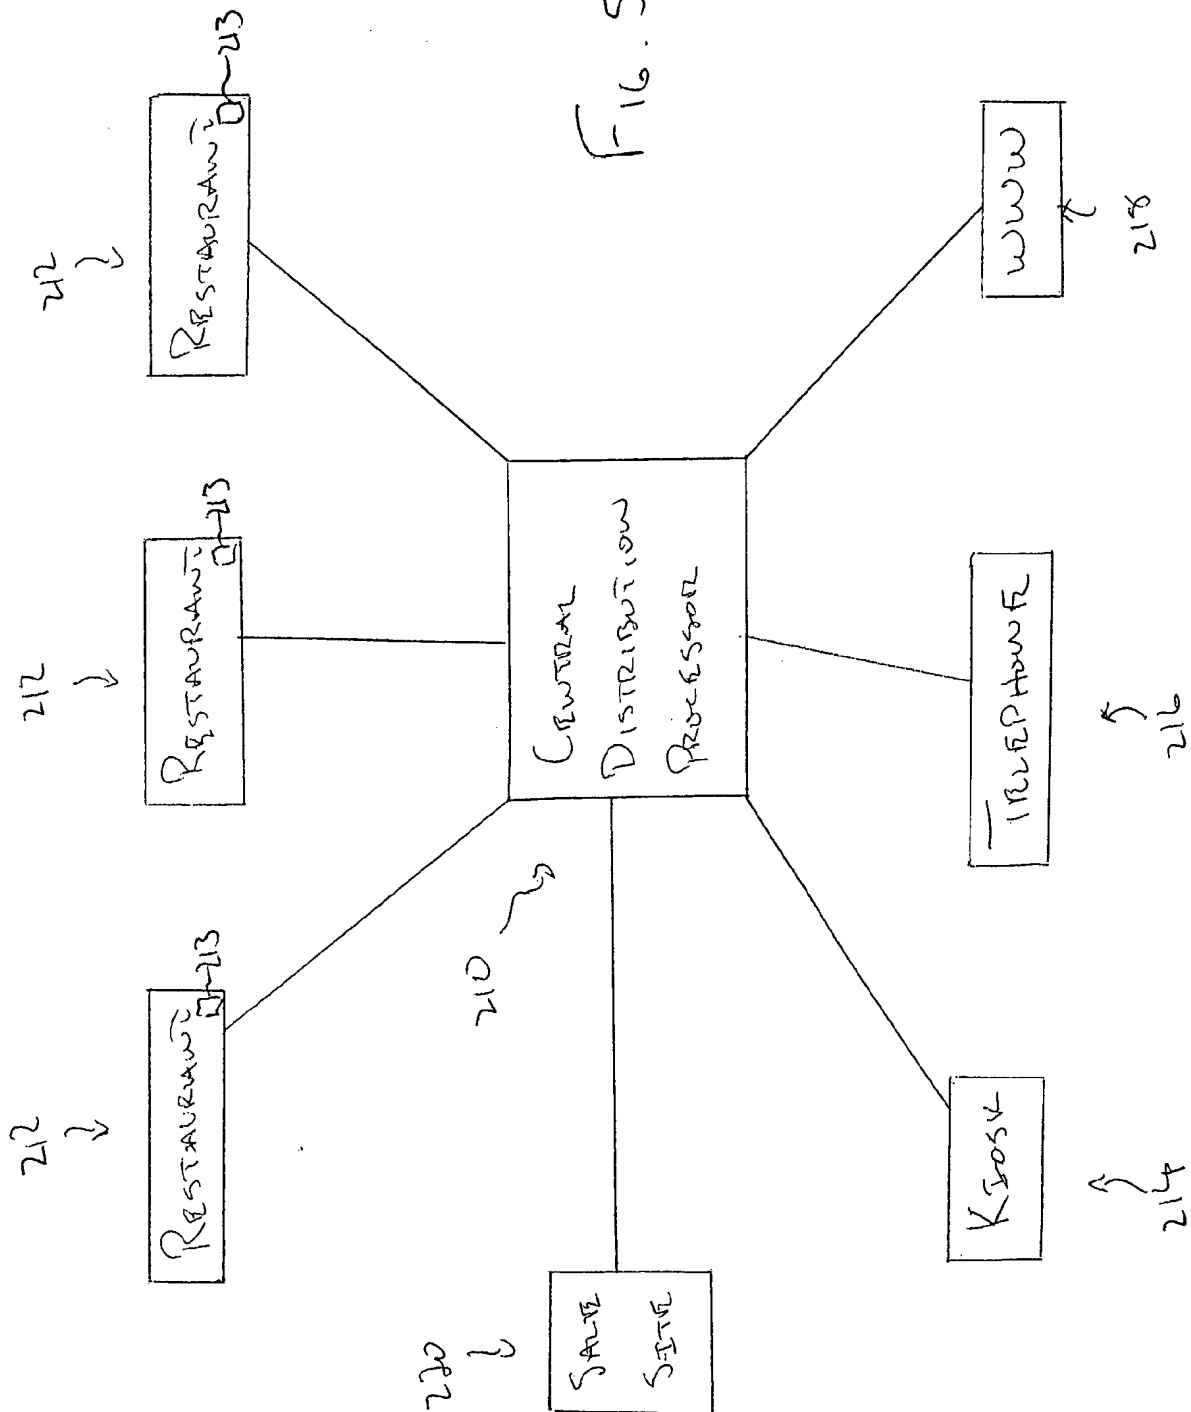 212
212
212
RESTAURANT
213
RESTAURANT
213
RESTAURANT
213
220
SALE
SITE
210
CENTRAL
DISTRIBUTION
PROCESSOR
FIG. 5
KIOSK
TELEPHONE
WWW
214
216
218